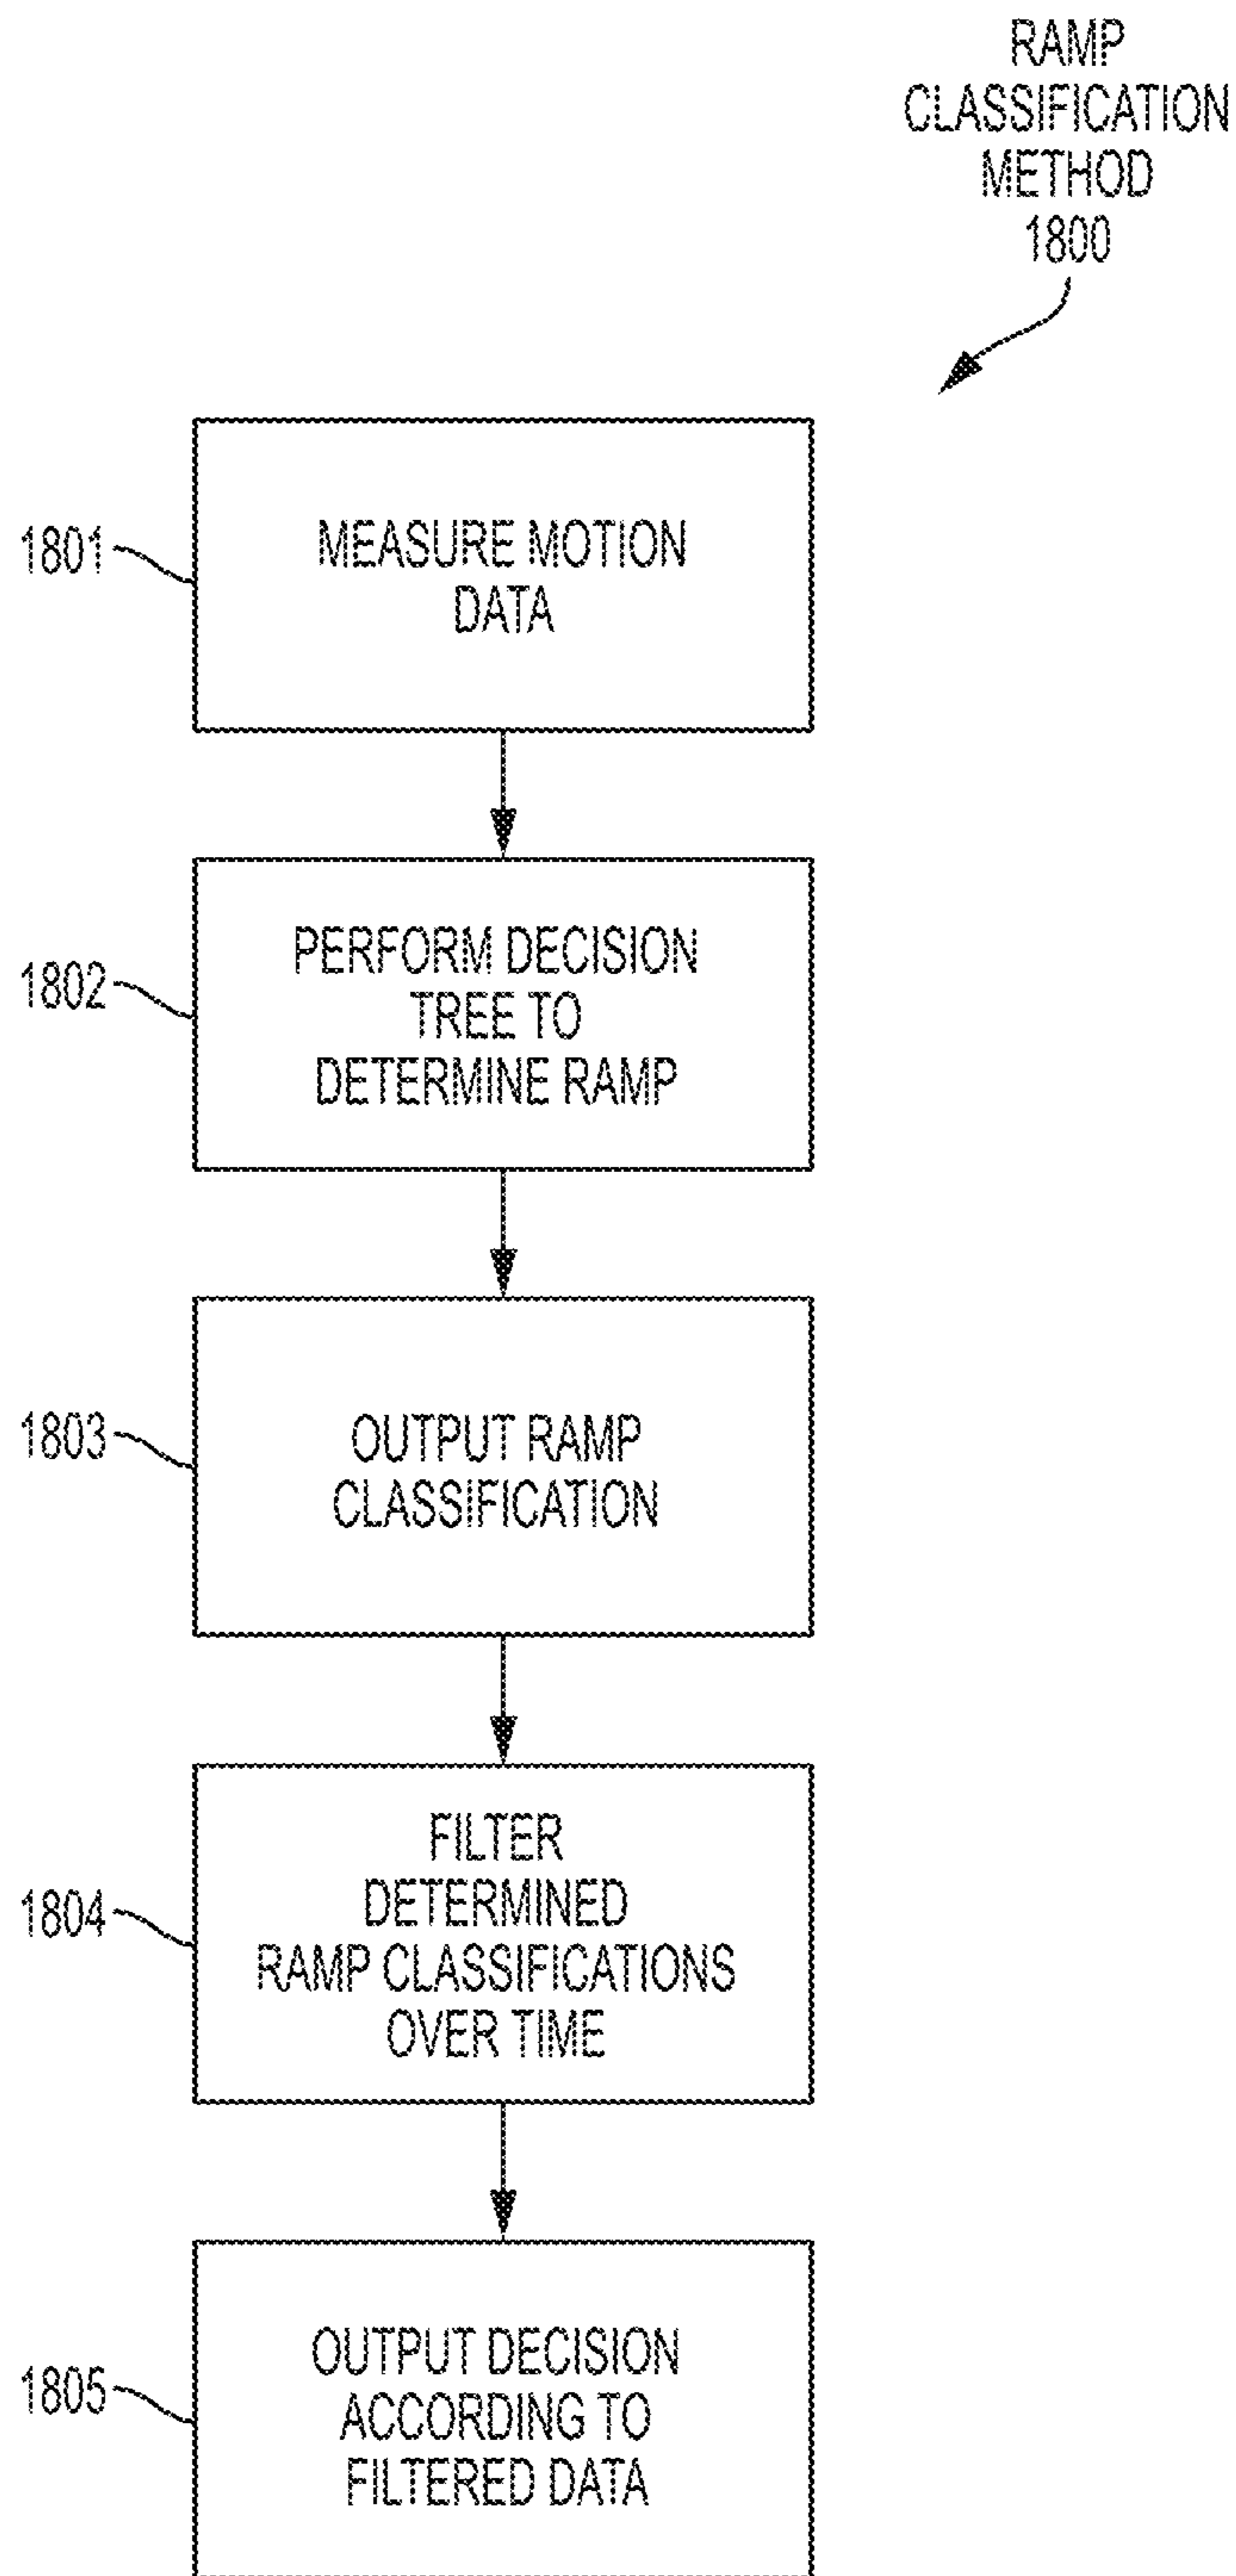 RAMP
CLASSIFICATION
METHOD
1800
1801
MEASURE MOTION
DATA
1802
PERFORM DECISION
TREE TO
DETERMINE RAMP
1803
OUTPUT RAMP
CLASSIFICATION
1804
FILTER
DETERMINED
RAMP CLASSIFICATIONS
OVER TIME
1805
OUTPUT DECISION
ACCORDING TO
FILTERED DATA